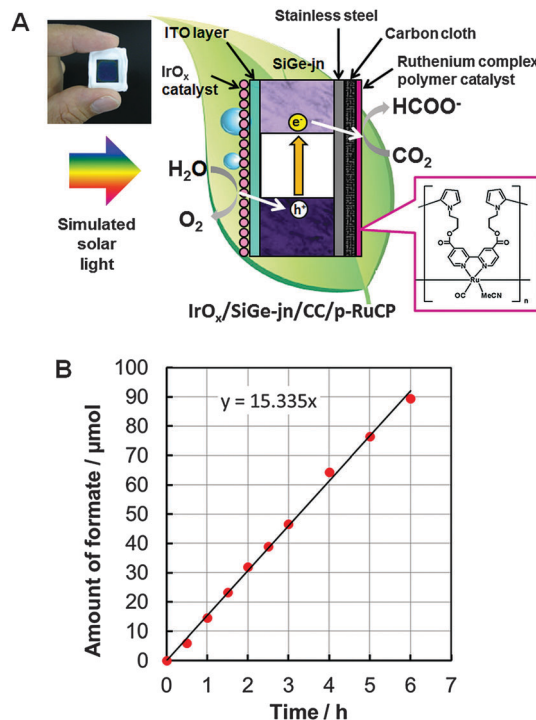 A
Stainless steel
ITO layer
Carbon cloth
SiGe-jn
Ruthenium complex
polymer catalyst
IrOₓ
catalyst
HCOO⁻
e⁻
H₂O
CO₂
h⁺
O₂
Simulated
solar
light
N
N
O
O
O
O
N
N
Ru
OC
MeCN
n
IrOₓ/SiGe-jn/CC/p-RuCP
B
100
y = 15.335x
90
80
70
60
50
40
30
20
10
0
Amount of formate / µmol
0 1 2 3 4 5 6 7
Time / h